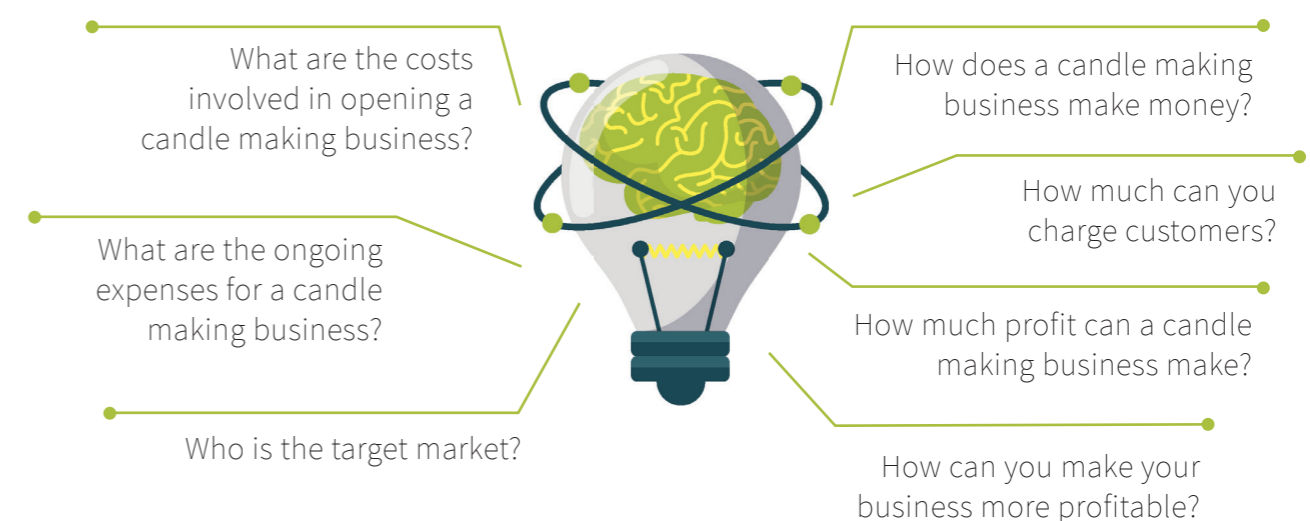 What are the costs
involved in opening a
candle making business?
What are the ongoing
expenses for a candle
making business?
Who is the target market?
How does a candle making
business make money?
How much can you
charge customers?
How much profit can a candle
making business make?
How can you make your
business more profitable?